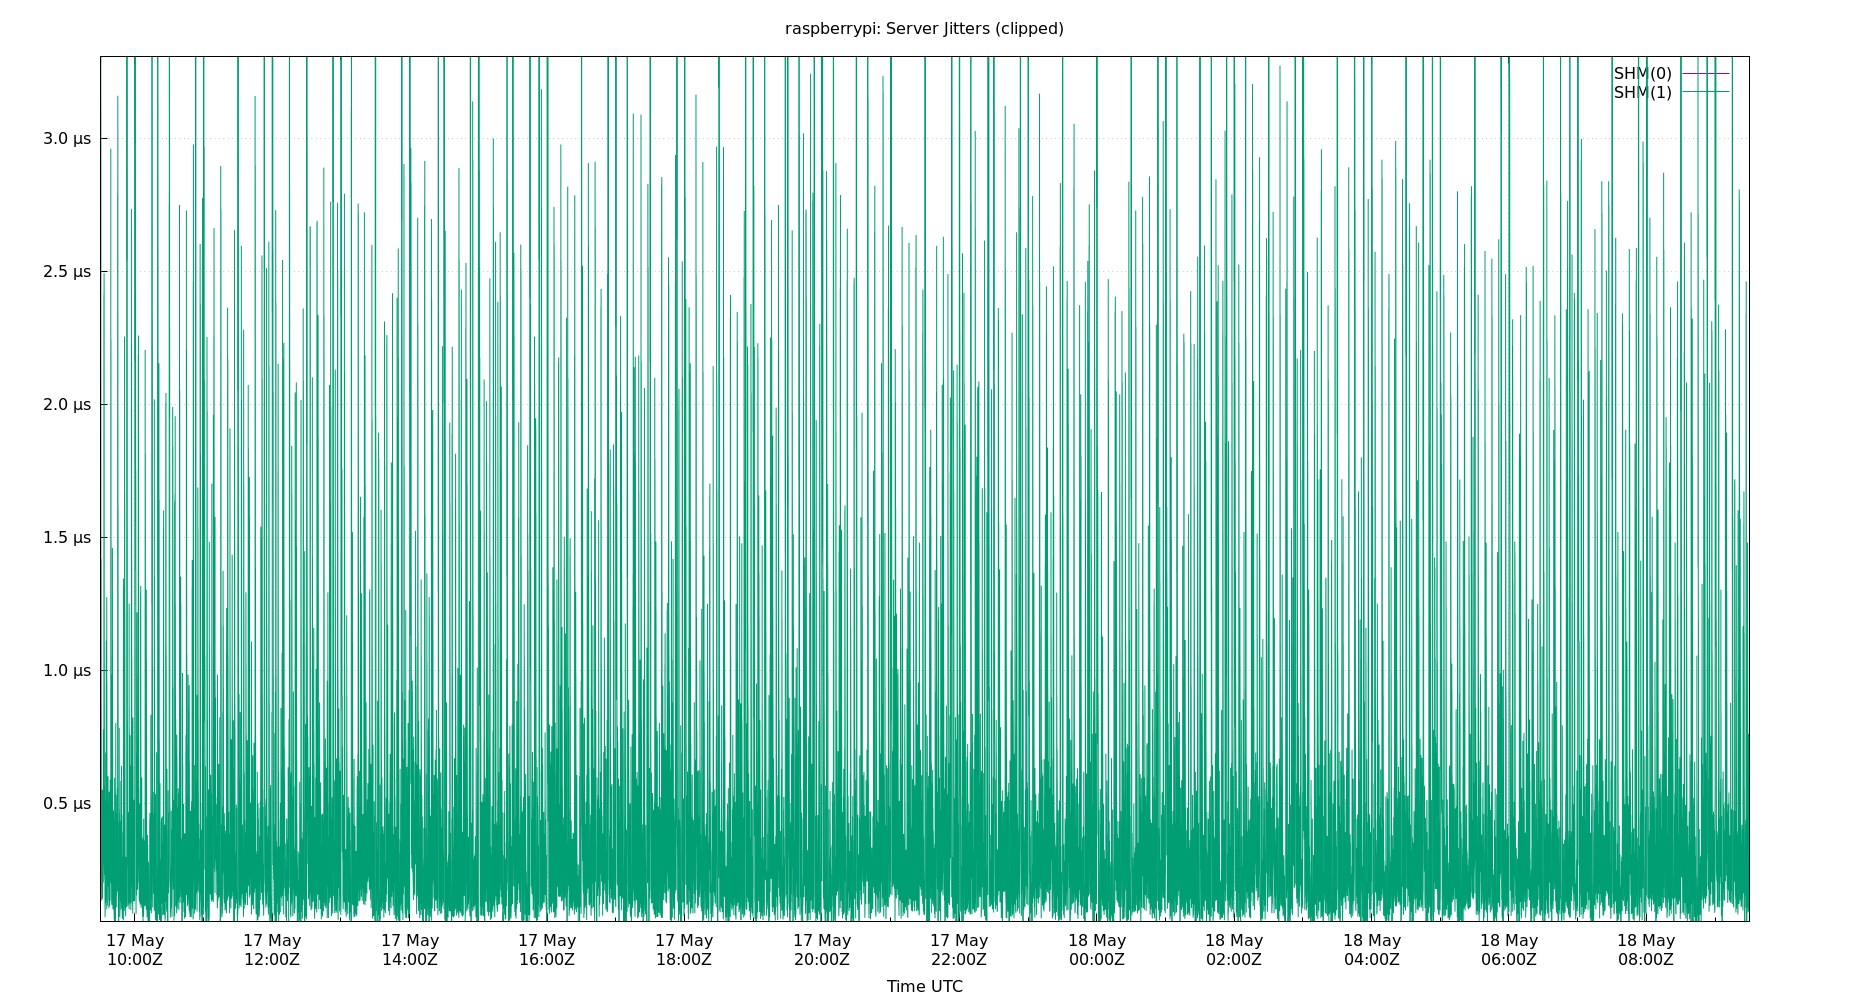 raspberrypi: Server Jitters (clipped)
SHM(0)
SHM(1)
3.0 µs
2.5 µs
2.0 µs
1.5 µs
1.0 µs
0.5 µs
17 May 17 May 17 May 17 May 17 May 17 May 17 May 18 May 18 May 18 May 18 May 18 May
10:00Z 12:00Z 14:00Z 16:00Z 18:00Z 20:00Z 22:00Z 00:00Z 02:00Z 04:00Z 06:00Z 08:00Z
Time UTC